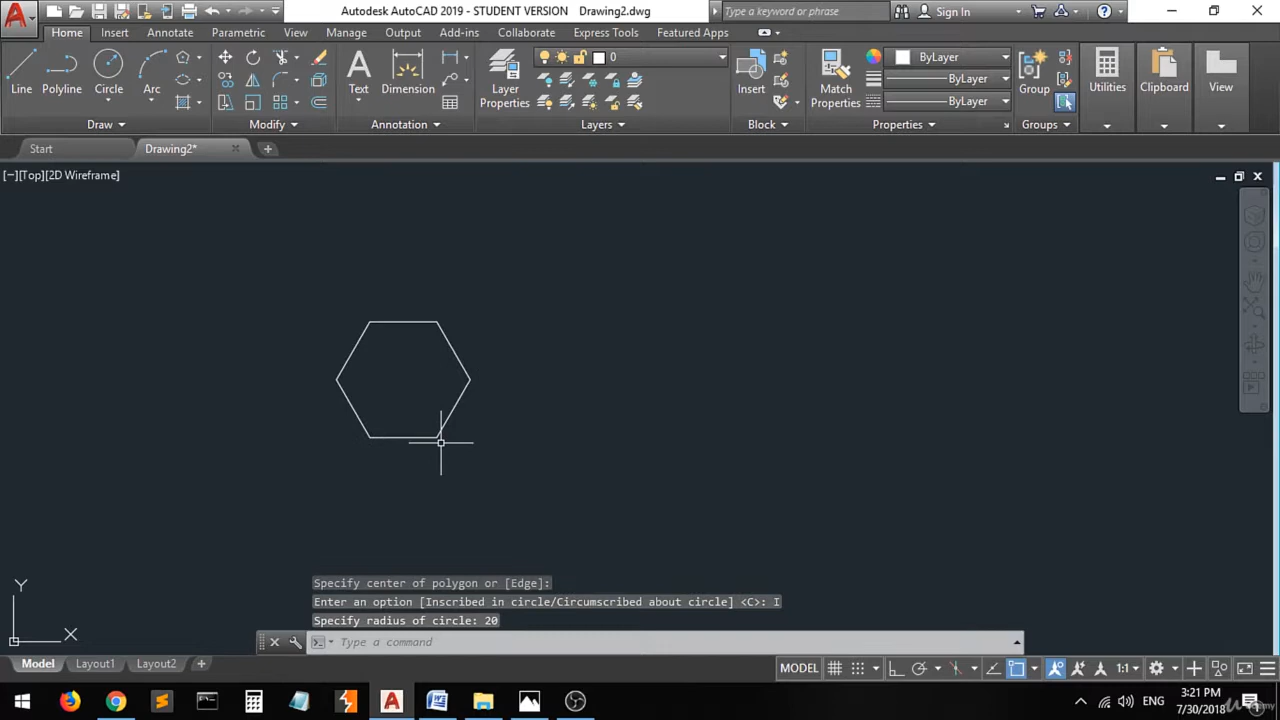 Autodesk AutoCAD 2019 - STUDENT VERSION Drawing2.dwg
Type a keyword or phrase
Sign In
Home Insert Annotate Parametric View Manage Output Add-ins Collaborate Express Tools Featured Apps
Line Polyline Circle Arc
Text Dimension
Layer Properties
0
Insert
Match Properties
ByLayer
ByLayer
ByLayer
Group Utilities Clipboard View
Draw Modify Annotation Layers Block Properties Groups
Start Drawing2*
[−][Top][2D Wireframe]
Y
X
Specify center of polygon or [Edge]:
Enter an option [Inscribed in circle/Circumscribed about circle] <C>: I
Specify radius of circle: 20
Type a command
Model Layout1 Layout2
MODEL 1:1
ENG
3:21 PM
7/30/2018
Udemy